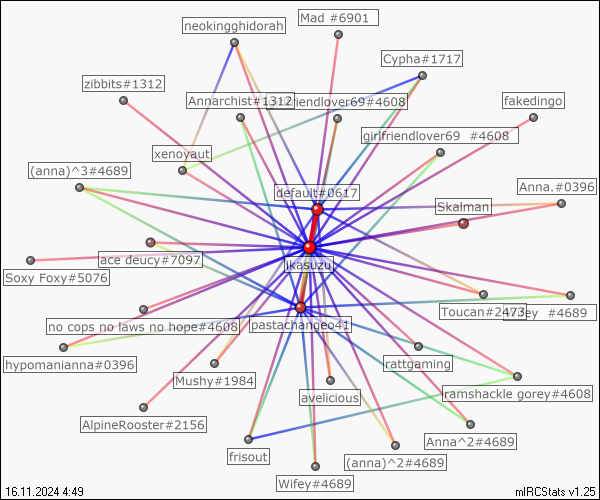 Mad #6901
neokingghidorah
Cypha#1717
zibbits#1312
Annarchist#1312
friendlover69#4608
fakedingo
girlfriendlover69 #4608
xenoyaut
(anna)^3#4689
default#0617
Anna.#0396
Skalman
ace deucy#7097
ikasuzu
Soxy Foxy#5076
Toucan#2473
ey #4689
no cops no laws no hope#4608
pastachangeo41
hypomanianna#0396
rattgaming
Mushy#1984
ramshackle gorey#4608
avelicious
AlpineRooster#2156
Anna^2#4689
frisout
(anna)^2#4689
Wifey#4689
16.11.2024 4:49
mIRCStats v1.25